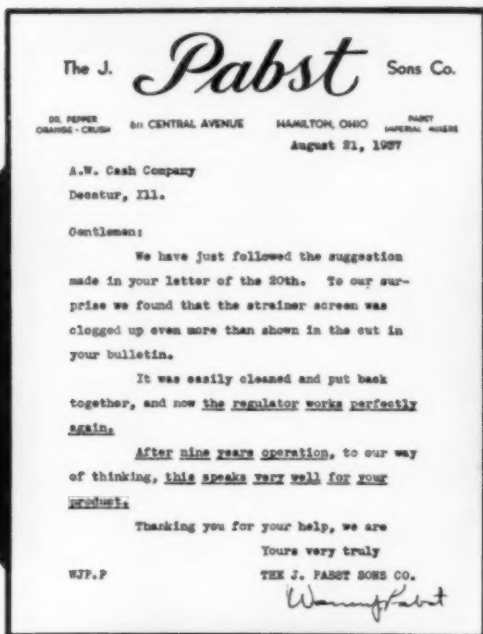 The J. Pabst Sons Co.
DR. PEPPER
ORANGE - CRUSH
611 CENTRAL AVENUE
HAMILTON, OHIO
PABST
IMPERIAL MIXERS
August 21, 1937
A.W. Cash Company
Decatur, Ill.
Gentlemen:
We have just followed the suggestion
made in your letter of the 20th. To our sur-
prise we found that the strainer screen was
clogged up even more than shown in the cut in
your bulletin.
It was easily cleaned and put back
together, and now the regulator works perfectly
again.
After nine years operation, to our way
of thinking, this speaks very well for your
product.
Thanking you for your help, we are
Yours very truly
WJP.P THE J. PABST SONS CO.
Warren J Pabst